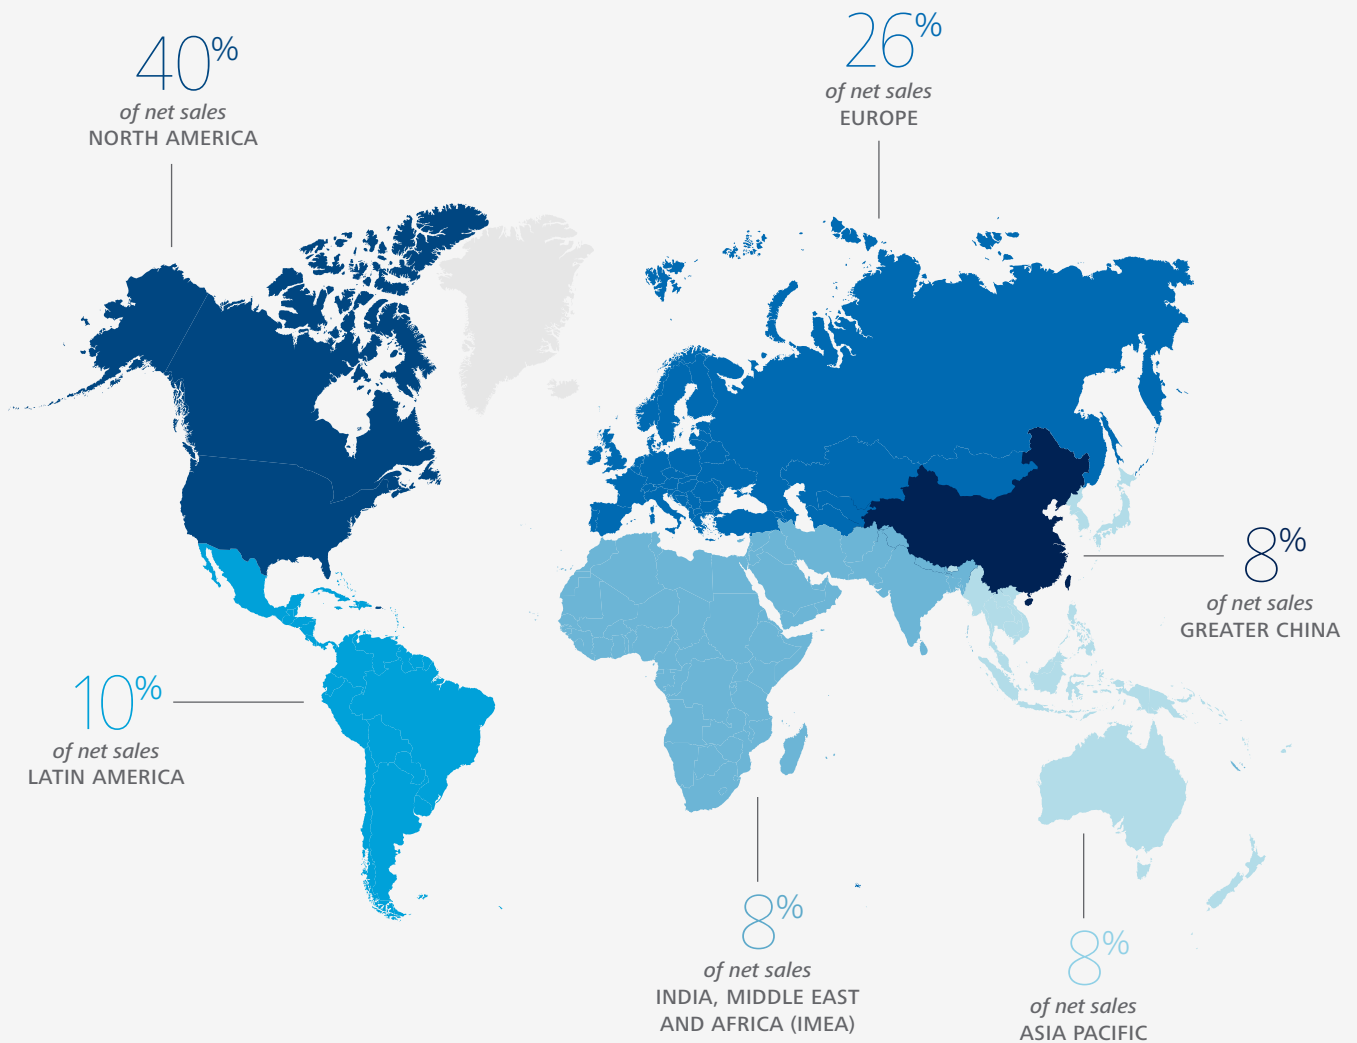 40%
of net sales
NORTH AMERICA
26%
of net sales
EUROPE
8%
of net sales
GREATER CHINA
10%
of net sales
LATIN AMERICA
8%
of net sales
INDIA, MIDDLE EAST
AND AFRICA (IMEA)
8%
of net sales
ASIA PACIFIC